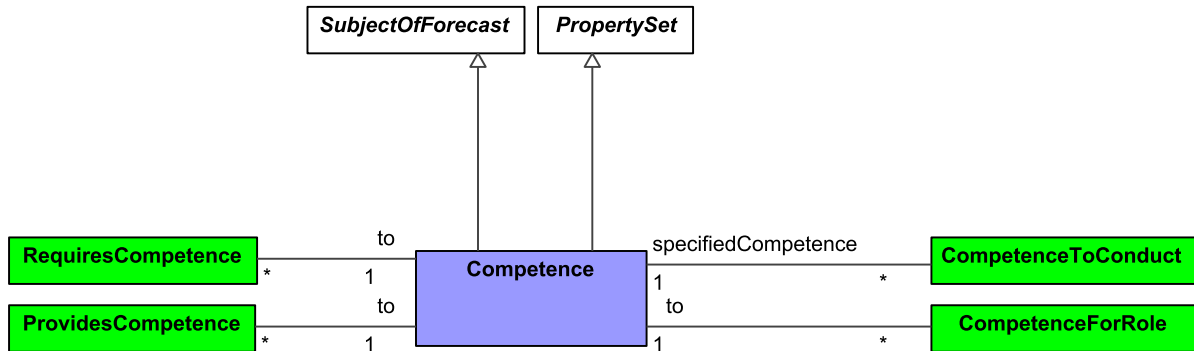 SubjectOfForecast
PropertySet
RequiresCompetence
*
to
1
Competence
specifiedCompetence
1
*
CompetenceToConduct
ProvidesCompetence
*
to
1
to
1
*
CompetenceForRole